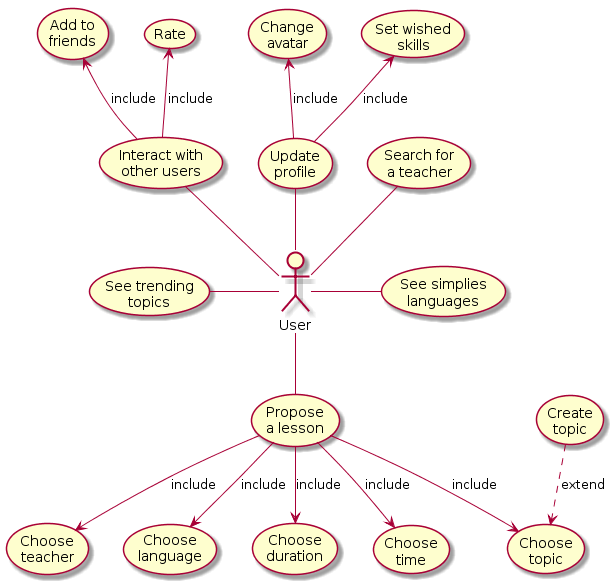 Add to
friends
Rate
Change
avatar
Set wished
skills
include
include
include
include
Interact with
other users
Update
profile
Search for
a teacher
See trending
topics
See simplies
languages
User
Propose
a lesson
Create
topic
include
include
include
include
include
extend
Choose
teacher
Choose
language
Choose
duration
Choose
time
Choose
topic